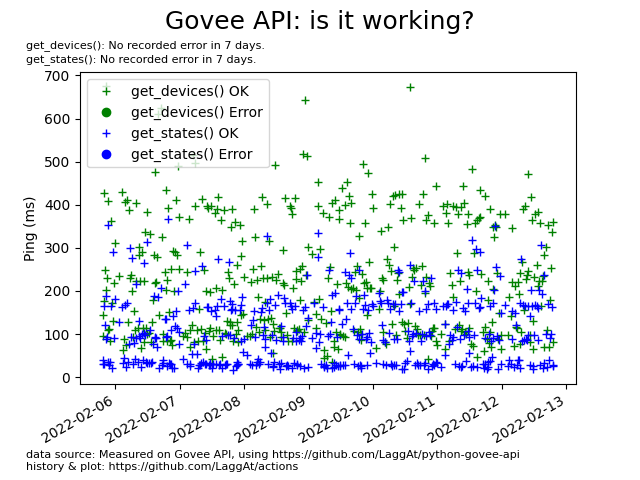 Govee API: is it working?
get_devices(): No recorded error in 7 days.
get_states(): No recorded error in 7 days.
700
600
500
400
300
200
100
0
Ping (ms)
get_devices() OK
get_devices() Error
get_states() OK
get_states() Error
2022-02-06
2022-02-07
2022-02-08
2022-02-09
2022-02-10
2022-02-11
2022-02-12
2022-02-13
data source: Measured on Govee API, using https://github.com/LaggAt/python-govee-api
history & plot: https://github.com/LaggAt/actions